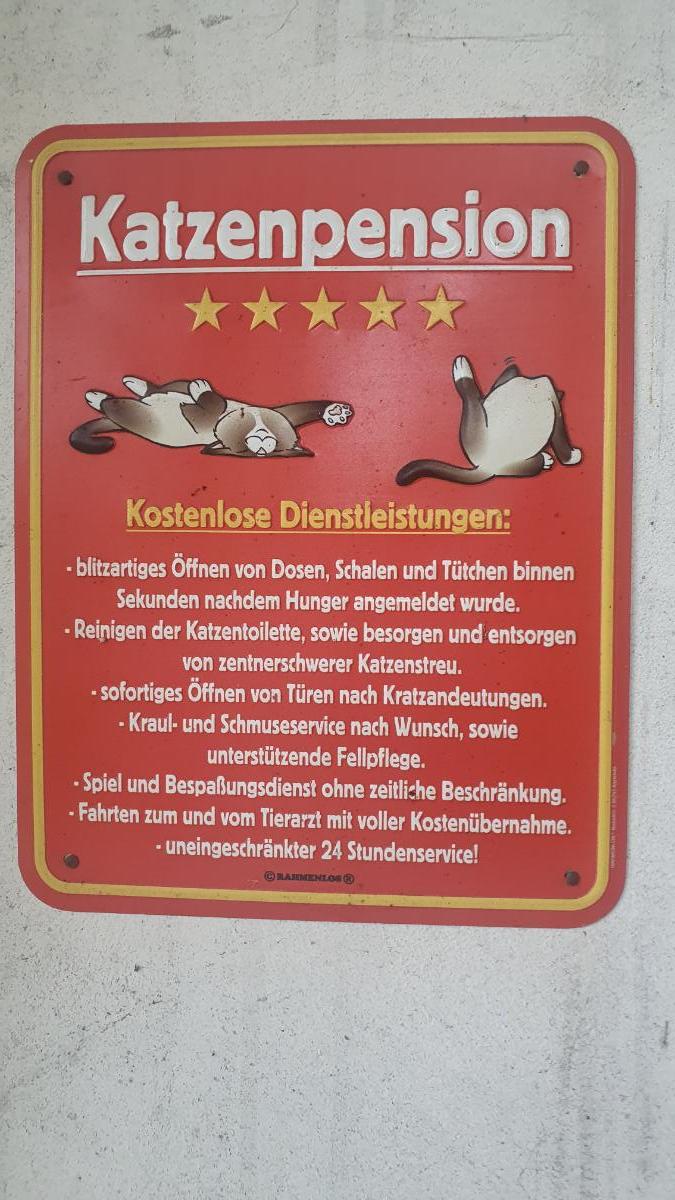 Katzenpension
Kostenlose Dienstleistungen:
- blitzartiges Öffnen von Dosen, Schalen und Tütchen binnen
Sekunden nachdem Hunger angemeldet wurde.
- Reinigen der Katzentoilette, sowie besorgen und entsorgen
von zentnerschwerer Katzenstreu.
- sofortiges Öffnen von Türen nach Kratzandeutungen.
- Kraul- und Schmuseservice nach Wunsch, sowie
unterstützende Fellpflege.
- Spiel und Bespaßungsdienst ohne zeitliche Beschränkung.
- Fahrten zum und vom Tierarzt mit voller Kostenübernahme.
- uneingeschränkter 24 Stundenservice!
© RAHMENLOS ®